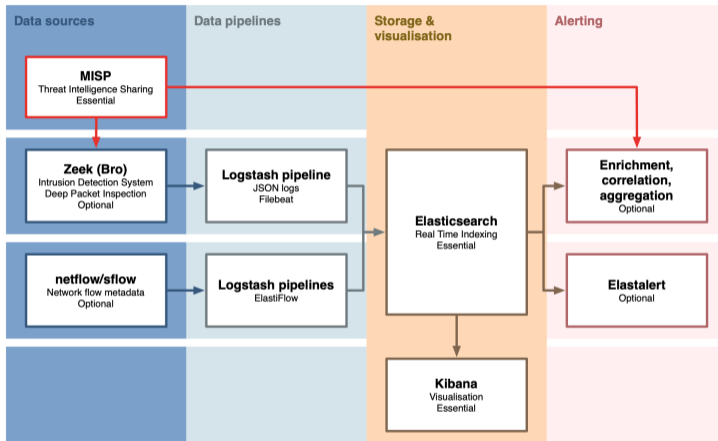 Data sources
Data pipelines
Storage &
visualisation
Alerting
MISP
Threat Intelligence Sharing
Essential
Zeek (Bro)
Intrusion Detection System
Deep Packet Inspection
Optional
Logstash pipeline
JSON logs
Filebeat
Elasticsearch
Real Time Indexing
Essential
Enrichment,
correlation,
aggregation
Optional
netflow/sflow
Network flow metadata
Optional
Logstash pipelines
ElastiFlow
Elastalert
Optional
Kibana
Visualisation
Essential